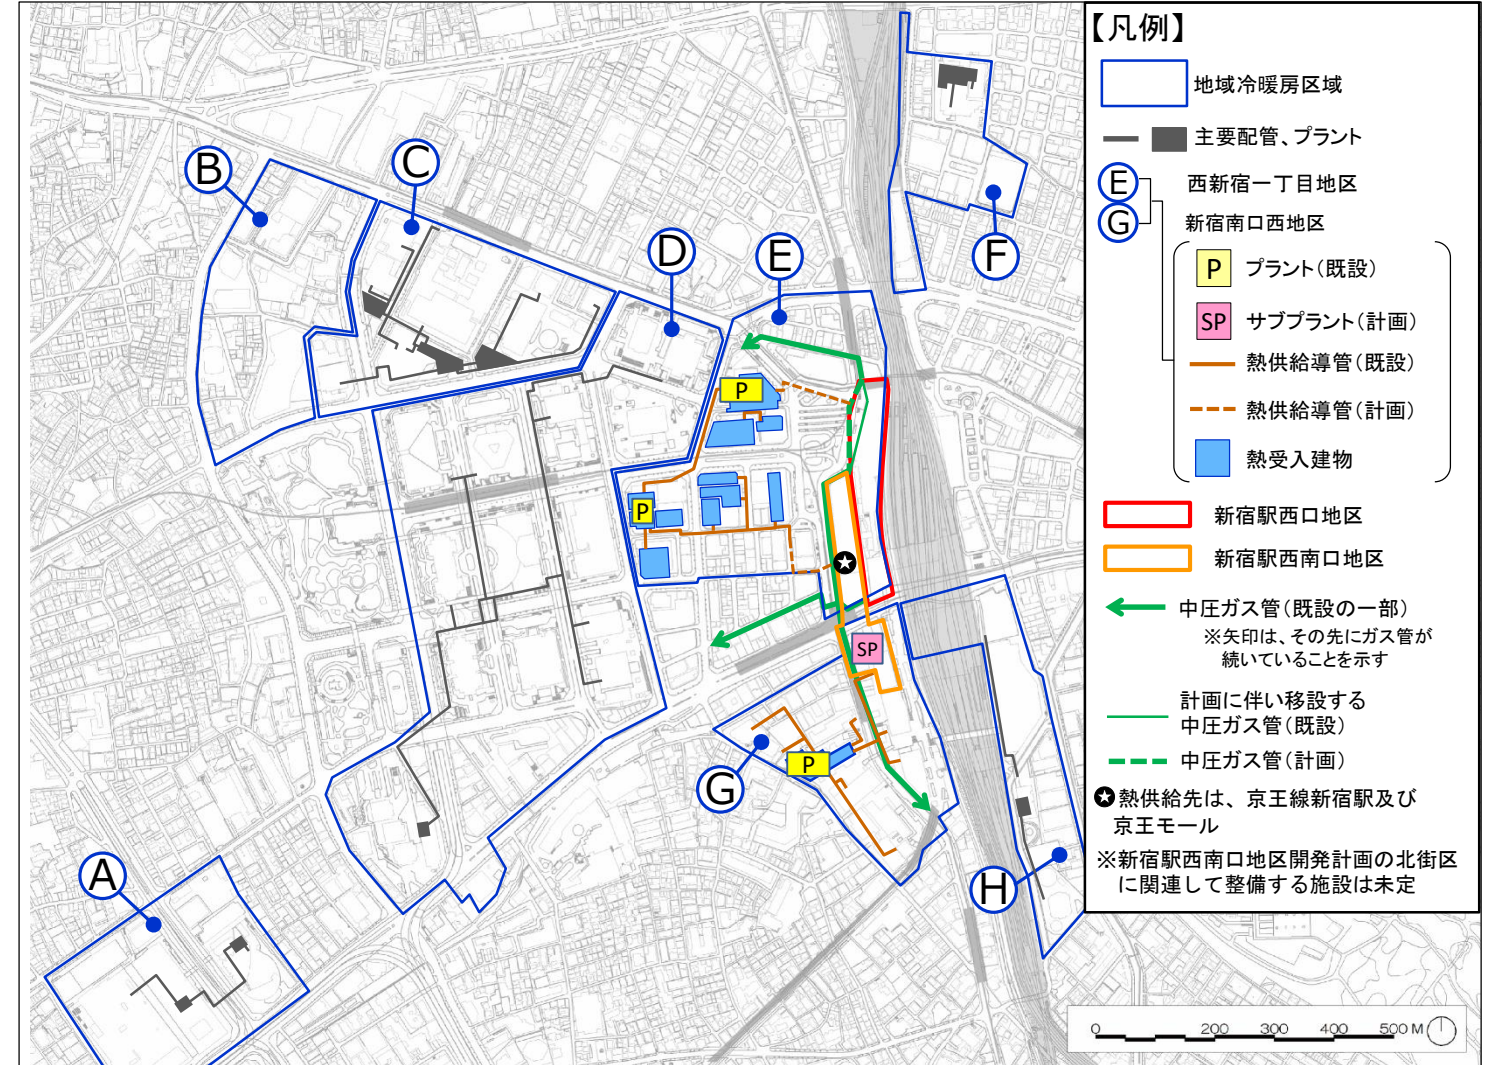 B
C
D
E
F
P
P
SP
P
G
A
H
【凡例】
地域冷暖房区域
主要配管、プラント
E
西新宿一丁目地区
G
新宿南口西地区
P
プラント(既設)
SP
サブプラント(計画)
熱供給導管(既設)
熱供給導管(計画)
熱受入建物
新宿駅西口地区
新宿駅西南口地区
中圧ガス管(既設の一部)
※矢印は、その先にガス管が
続いていることを示す
計画に伴い移設する
中圧ガス管(既設)
中圧ガス管(計画)
★熱供給先は、京王線新宿駅及び
京王モール
※新宿駅西南口地区開発計画の北街区
に関連して整備する施設は未定
0 200 300 400 500 M